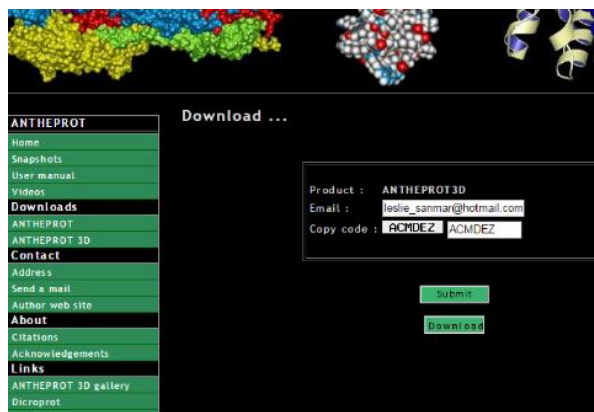 ANTHEPROT
Home
Snapshots
User manual
Videos
Downloads
ANTHEPROT
ANTHEPROT 3D
Contact
Address
Send a mail
Author web site
About
Citations
Acknowledgements
Links
ANTHEPROT 3D gallery
Dicroprot
Download ...
Product : ANTHEPROT3D
Email : leslie_sanmar@hotmail.com
Copy code : ACMDEZ ACMDEZ
Submit
Download